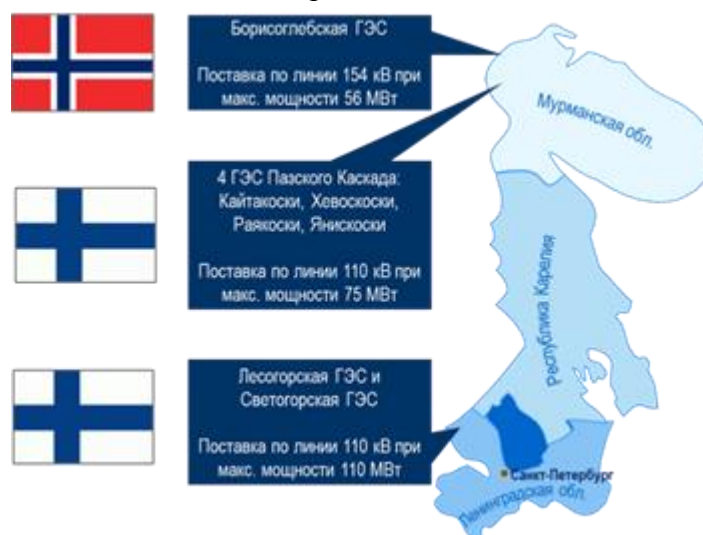 Борисоглебская ГЭС
Поставка по линии 154 кВ при
макс. мощности 56 МВт
Мурманская обл.
4 ГЭС Пазского Каскада:
Кайтакоски, Хевоскоски,
Раякоски, Янискоски
Поставка по линии 110 кВ при
макс. мощности 75 МВт
Республика Карелия
Лесогорская ГЭС и
Светогорская ГЭС
Поставка по линии 110 кВ при
макс. мощности 110 МВт
Санкт-Петербург
Ленинградская обл.